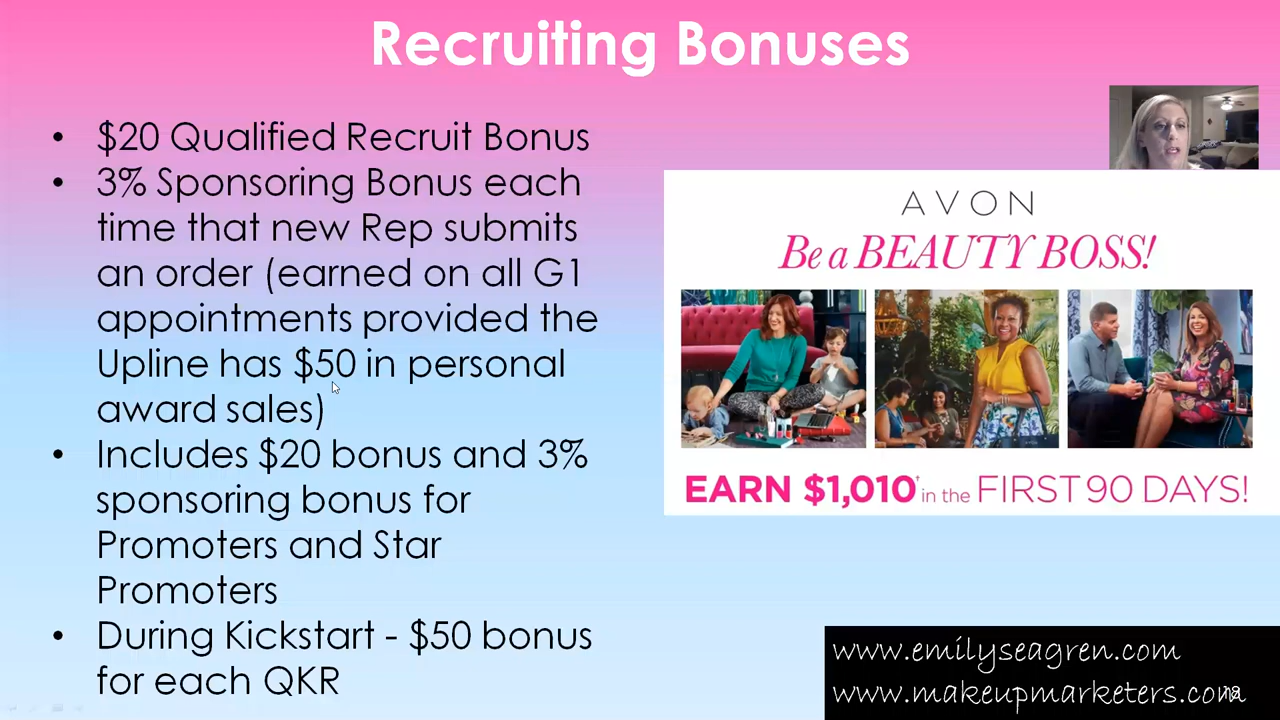 Recruiting Bonuses
• $20 Qualified Recruit Bonus
• 3% Sponsoring Bonus each
time that new Rep submits
an order (earned on all G1
appointments provided the
Upline has $50 in personal
award sales)
• Includes $20 bonus and 3%
sponsoring bonus for
Promoters and Star
Promoters
• During Kickstart - $50 bonus
for each QKR
AVON
Be a BEAUTY BOSS!
EARN $1,010† in the FIRST 90 DAYS!
www.emilyseagren.com
www.makeupmarketers.com
18